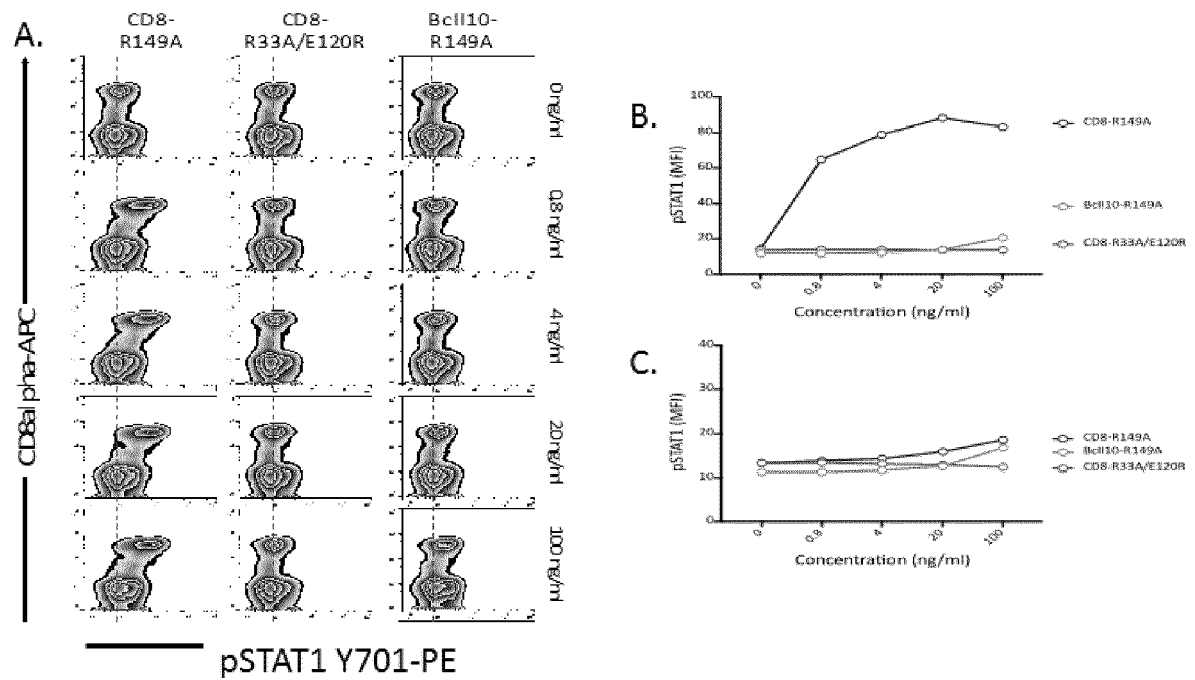 A.
CD8-
R149A
CD8-
R33A/E120R
Bcll10-
R149A
CD8alpha-APC
0 ng/ml
0,8 ng/ml
4 ng/ml
20 ng/ml
100 ng/ml
pSTAT1 Y701-PE
B.
pSTAT1 (MFI)
100
80
60
40
20
0
0
0.8
4
20
100
Concentration (ng/ml)
CD8-R149A
Bcll10-R149A
CD8-R33A/E120R
C.
pSTAT1 (MFI)
40
30
20
10
0
0
0.8
4
20
100
Concentration (ng/ml)
CD8-R149A
Bcll10-R149A
CD8-R33A/E120R